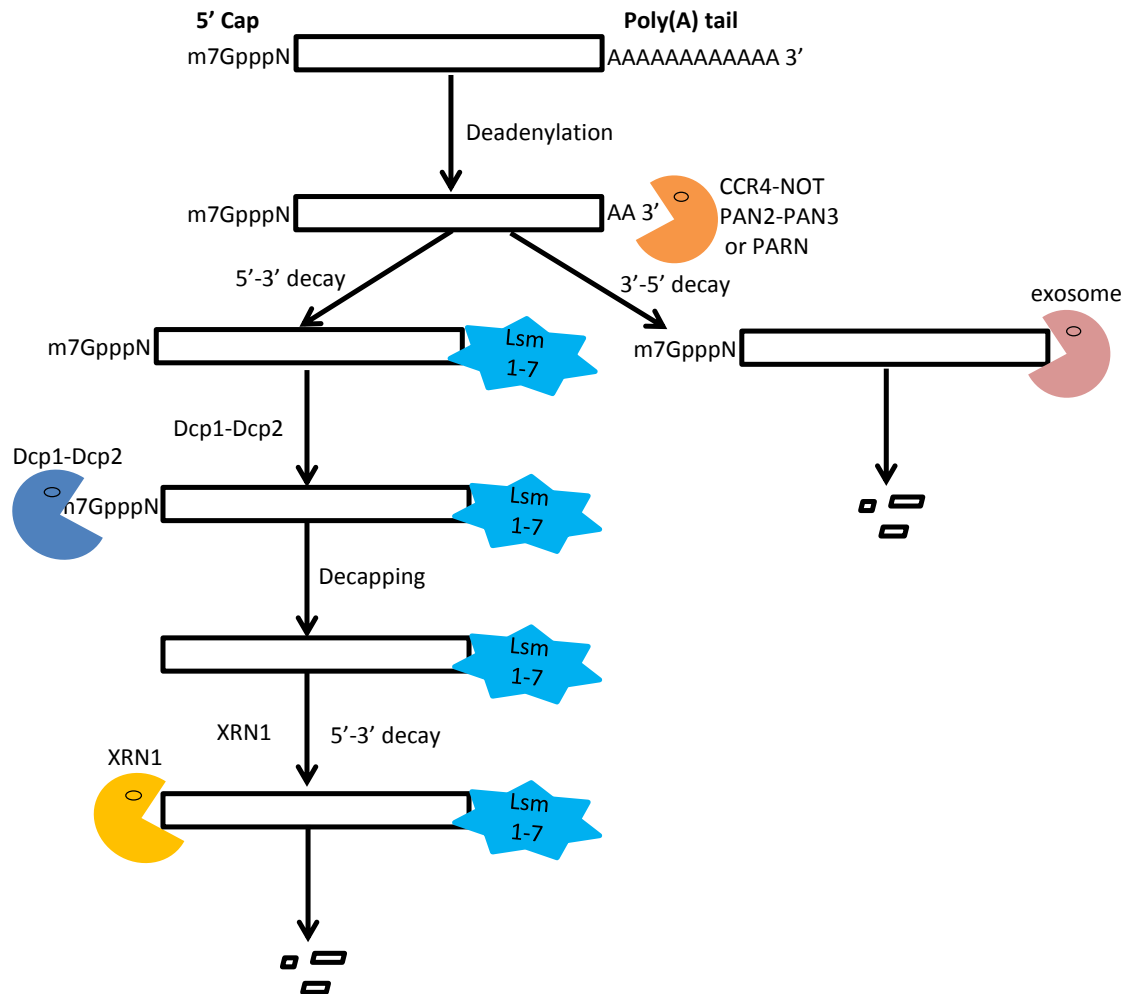 5’ Cap
Poly(A) tail
m7GpppN
AAAAAAAAAAAA 3’
Deadenylation
m7GpppN
AA 3’
CCR4-NOT
PAN2-PAN3
or PARN
5’-3’ decay
3’-5’ decay
exosome
m7GpppN
Lsm
1-7
m7GpppN
Dcp1-Dcp2
Dcp1-Dcp2
m7GpppN
Lsm
1-7
Decapping
Lsm
1-7
XRN1
5’-3’ decay
XRN1
Lsm
1-7